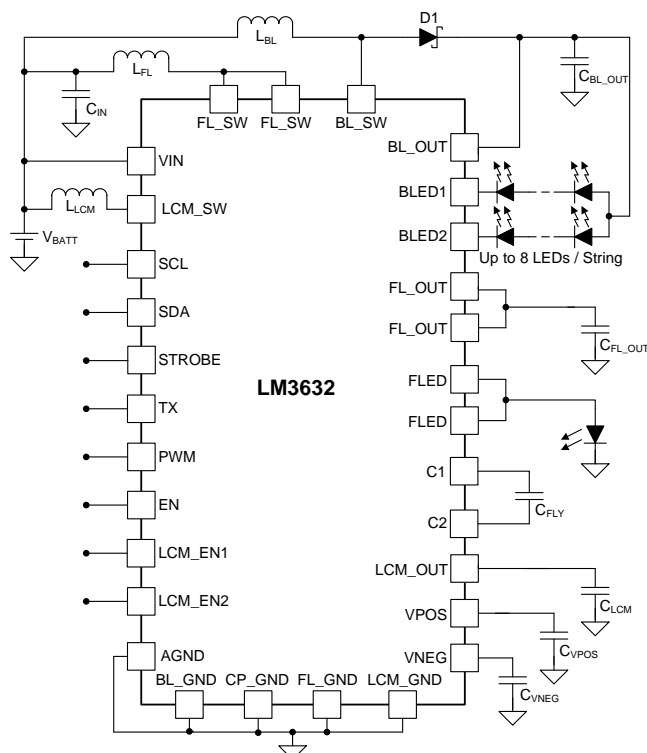 D1
LBL
LFL
CBL_OUT
CIN
FL_SW FL_SW BL_SW
BL_OUT
VIN
BLED1
LLCM
LCM_SW
BLED2
VBATT
Up to 8 LEDs / String
SCL
FL_OUT
SDA
FL_OUT
CFL_OUT
STROBE
FLED
LM3632
TX
FLED
PWM
C1
CFLY
EN
C2
LCM_EN1
LCM_OUT
CLCM
LCM_EN2
VPOS
CVPOS
AGND
VNEG
BL_GND CP_GND FL_GND LCM_GND
CVNEG